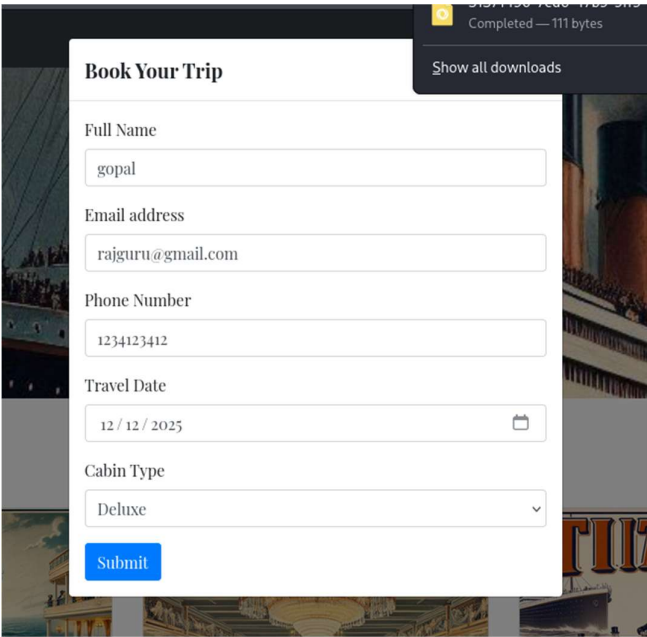 Completed — 111 bytes
Show all downloads
Book Your Trip
Full Name
gopal
Email address
rajguru@gmail.com
Phone Number
1234123412
Travel Date
12 / 12 / 2025
Cabin Type
Deluxe
Submit